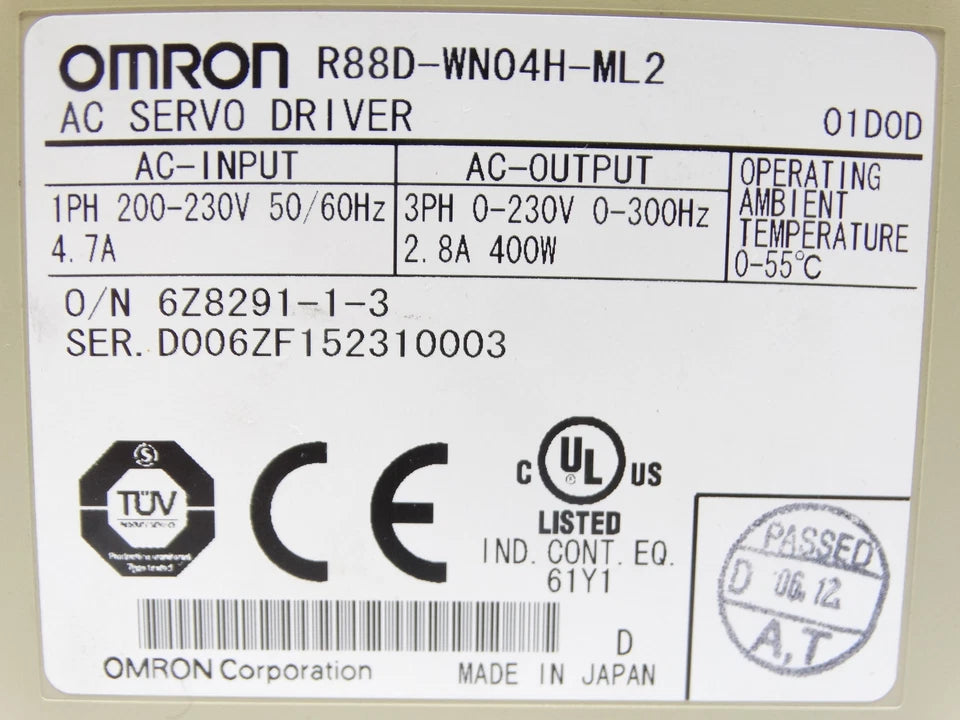 OMRON R88D-WN04H-ML2
AC SERVO DRIVER 01D0D
AC-INPUT
1PH 200-230V 50/60Hz
4.7A
AC-OUTPUT
3PH 0-230V 0-300Hz
2.8A 400W
OPERATING
AMBIENT
TEMPERATURE
0-55℃
O/N 6Z8291-1-3
SER. D006ZF152310003
S
TÜV
Type tested
CE
C UL US
LISTED
IND. CONT. EQ.
61Y1
PASSED
D '06.12.
A,T
D
OMRON Corporation MADE IN JAPAN